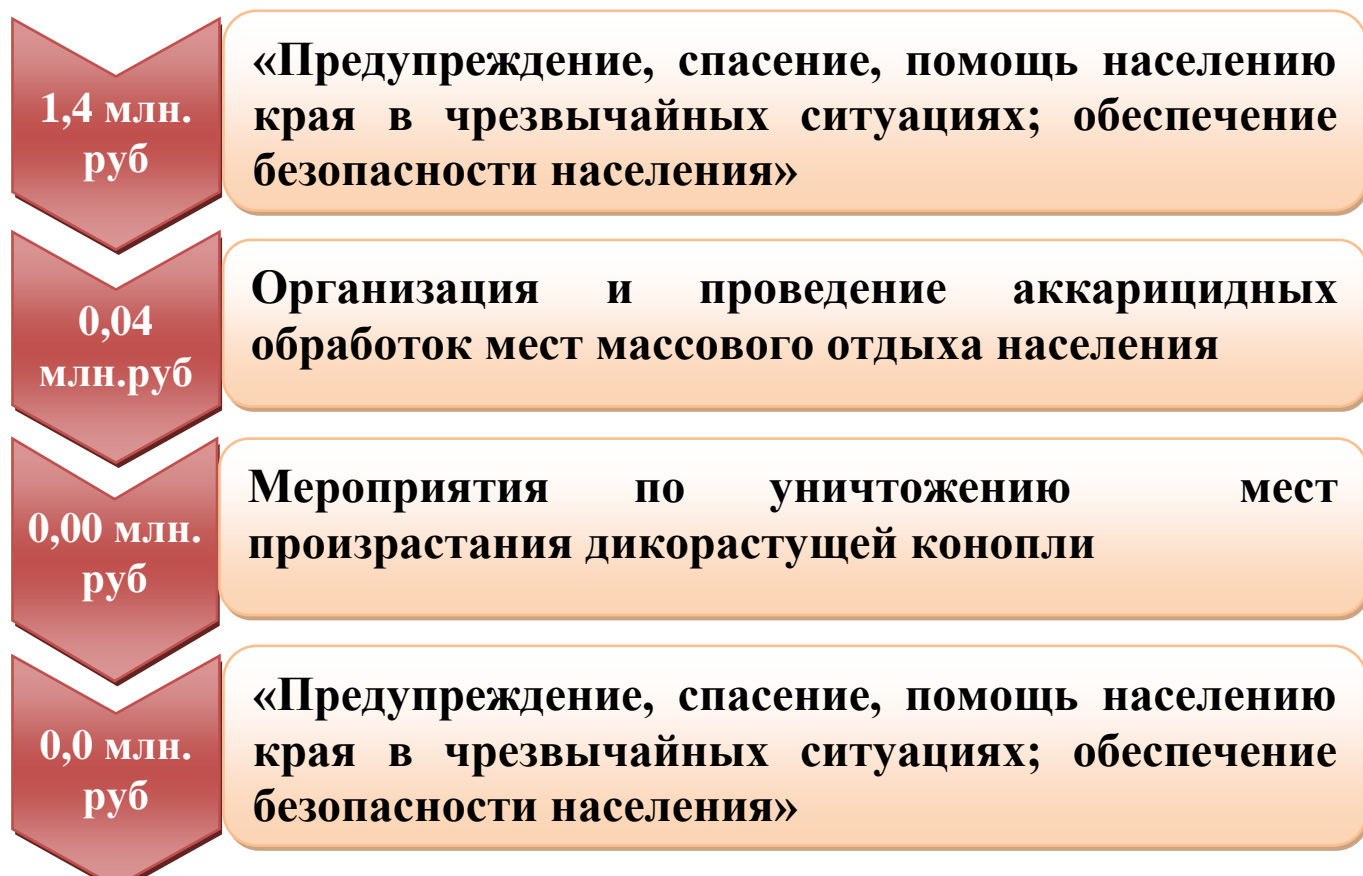 1,4 млн.
руб
«Предупреждение, спасение, помощь населению
края в чрезвычайных ситуациях; обеспечение
безопасности населения»
0,04
млн.руб
Организация и проведение аккарицидных
обработок мест массового отдыха населения
0,00 млн.
руб
Мероприятия по уничтожению мест
произрастания дикорастущей конопли
0,0 млн.
руб
«Предупреждение, спасение, помощь населению
края в чрезвычайных ситуациях; обеспечение
безопасности населения»